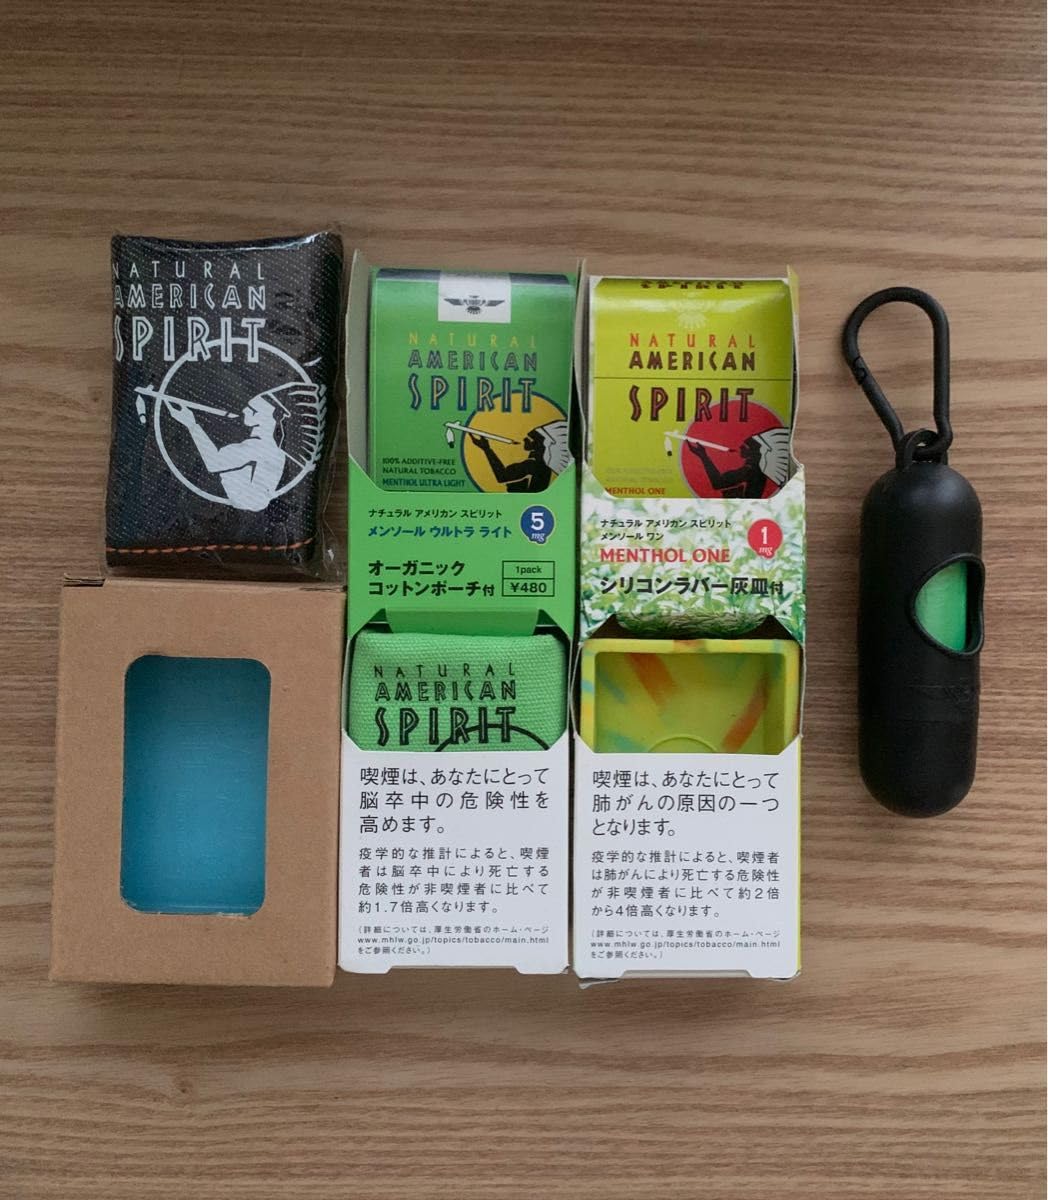 NATURAL
AMERICAN
SPIRIT
NATURAL
AMERICAN
SPIRIT
100% ADDITIVE-FREE
NATURAL TOBACCO
MENTHOL ULTRA LIGHT
ナチュラル アメリカン スピリット
メンソール ウルトラ ライト
5
mg
オーガニック
コットンポーチ付
1pack
¥480
NATURAL
AMERICAN
SPIRIT
喫煙は、あなたにとって
脳卒中の危険性を
高めます。
疫学的な推計によると、喫煙
者は脳卒中により死亡する
危険性が非喫煙者に比べて
約1.7倍高くなります。
(詳細については、厚生労働省のホーム・ページ
www.mhlw.go.jp/topics/tobacco/main.html
をご参照ください。)
SPIRIT
NATURAL
AMERICAN
SPIRIT
MENTHOL ONE
ナチュラル アメリカン スピリット
メンソール ワン
MENTHOL ONE
1
mg
シリコンラバー灰皿付
喫煙は、あなたにとって
肺がんの原因の一つ
となります。
疫学的な推計によると、喫煙者
は肺がんにより死亡する危険性
が非喫煙者に比べて約2倍
から4倍高くなります。
(詳細については、厚生労働省のホーム・ページ
www.mhlw.go.jp/topics/tobacco/main.html
をご参照ください。)